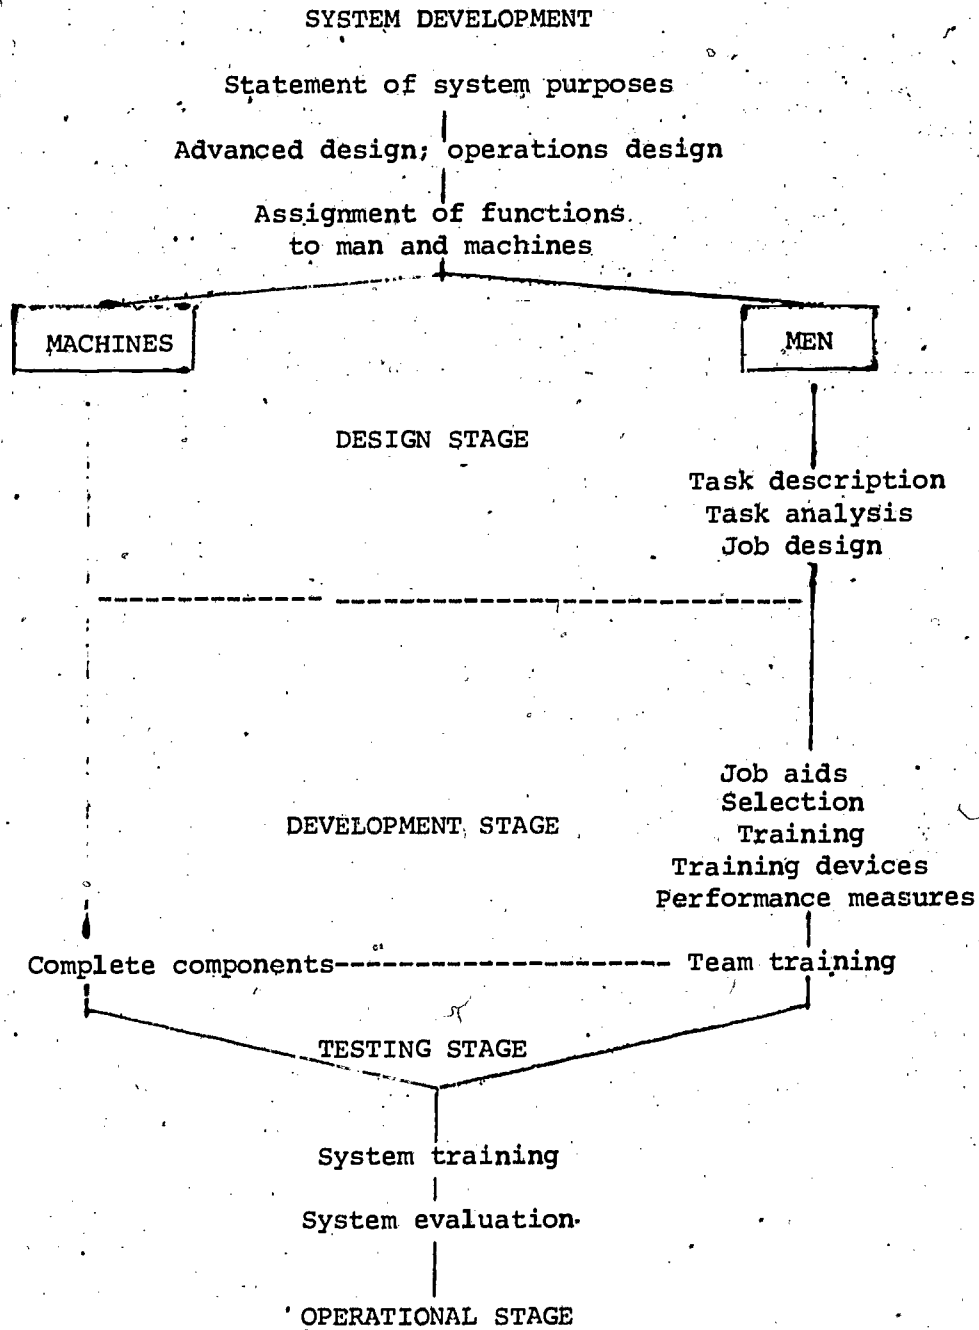 SYSTEM DEVELOPMENT
Statement of system purposes
Advanced design; operations design
Assignment of functions
to man and machines
MACHINES
MEN
DESIGN STAGE
Task description
Task analysis
Job design
Job aids
Selection
Training
Training devices
Performance measures
DEVELOPMENT STAGE
Complete components
Team training
TESTING STAGE
System training
System evaluation
OPERATIONAL STAGE